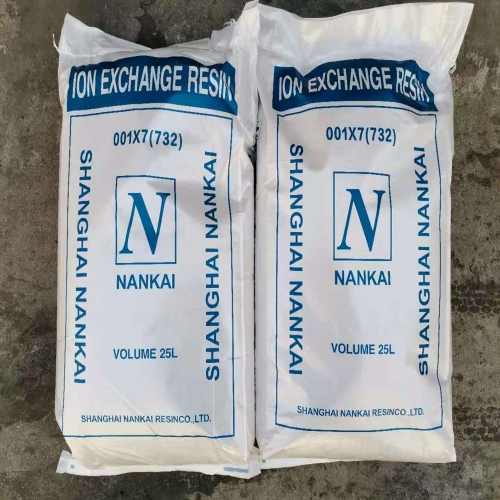 ION EXCHANGE RESIN
001X7(732)
SHANGHAI NANKAI
N
NANKAI
SHANGHAI NANKAI
VOLUME 25L
SHANGHAI NANKAI RESINCO.,LTD.
ION EXCHANGE RESIN
001X7(732)
SHANGHAI NANKAI
N
NANKAI
SHANGHAI NANKAI
VOLUME 25L
SHANGHAI NANKAI RESINCO.,LTD.